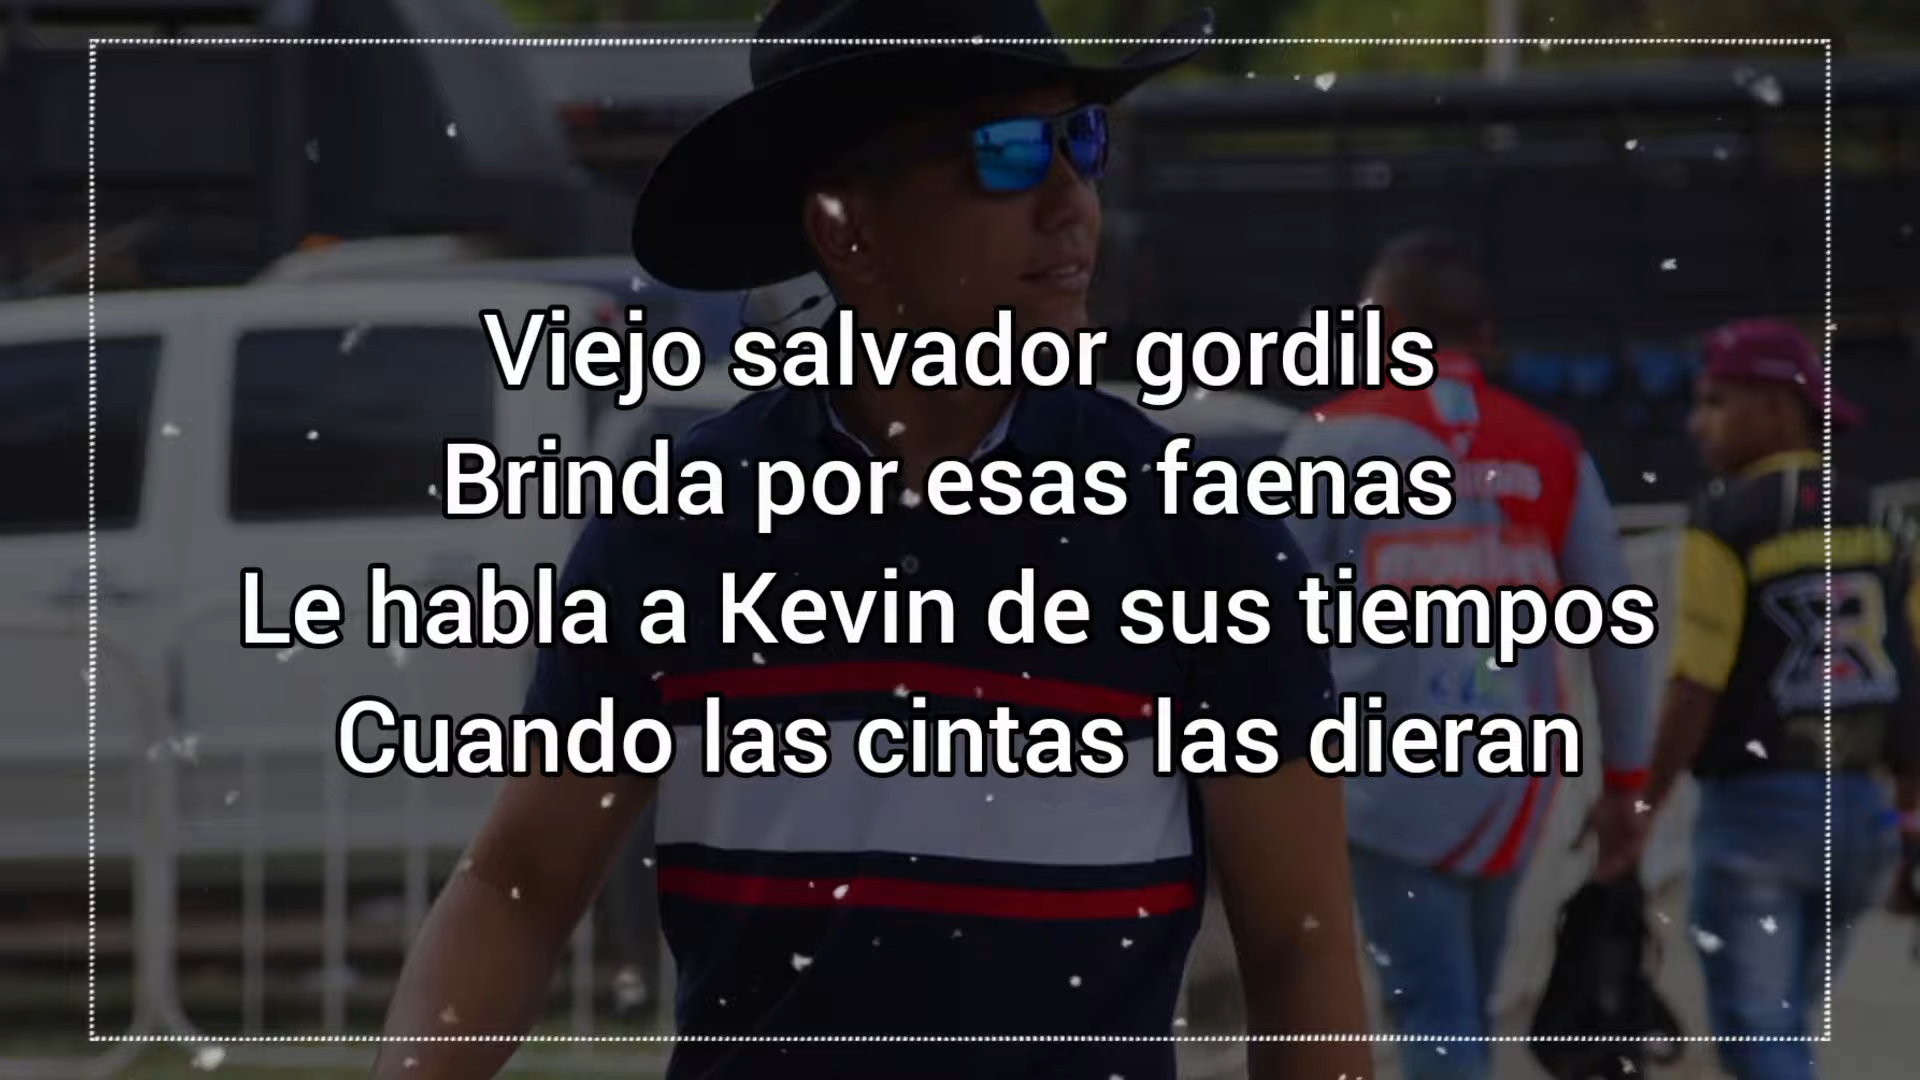 Viejo salvador gordils
Brinda por esas faenas
Le habla a Kevin de sus tiempos
Cuando las cintas las dieran